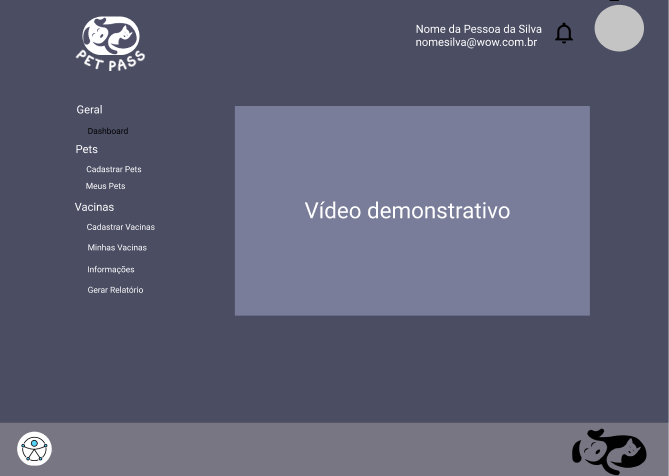 PET PASS
Nome da Pessoa da Silva
nomesilva@wow.com.br
Geral
Dashboard
Pets
Cadastrar Pets
Meus Pets
Vacinas
Cadastrar Vacinas
Minhas Vacinas
Informações
Gerar Relatório
Vídeo demonstrativo